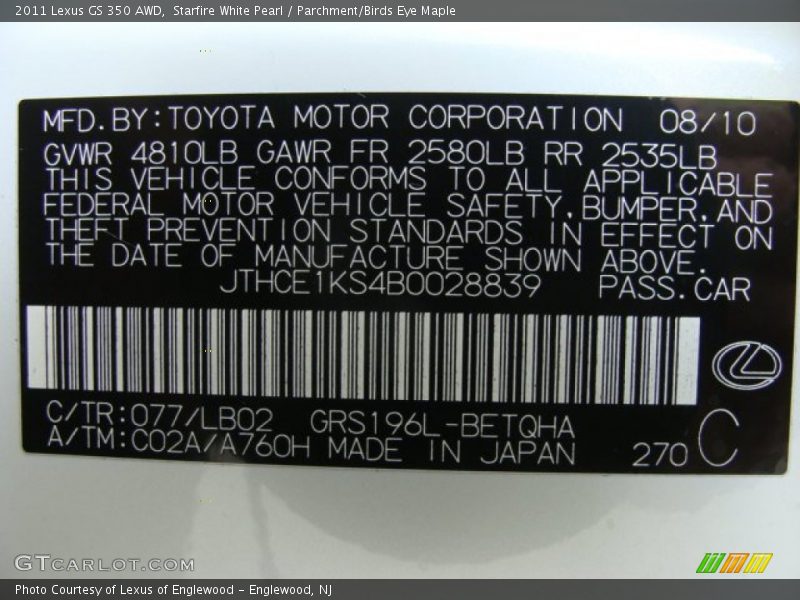 2011 Lexus GS 350 AWD, Starfire White Pearl / Parchment/Birds Eye Maple
MFD.BY:TOYOTA MOTOR CORPORATION 08/10
GVWR 4810LB GAWR FR 2580LB RR 2535LB
THIS VEHICLE CONFORMS TO ALL APPLICABLE
FEDERAL MOTOR VEHICLE SAFETY,BUMPER,AND
THEFT PREVENTION STANDARDS IN EFFECT ON
THE DATE OF MANUFACTURE SHOWN ABOVE.
JTHCE1KS4B0028839 PASS.CAR
C/TR:077/LB02 GRS196L-BETQHA
A/TM:C02A/A760H MADE IN JAPAN 270 C
GTCARLOT.COM
Photo Courtesy of Lexus of Englewood - Englewood, NJ